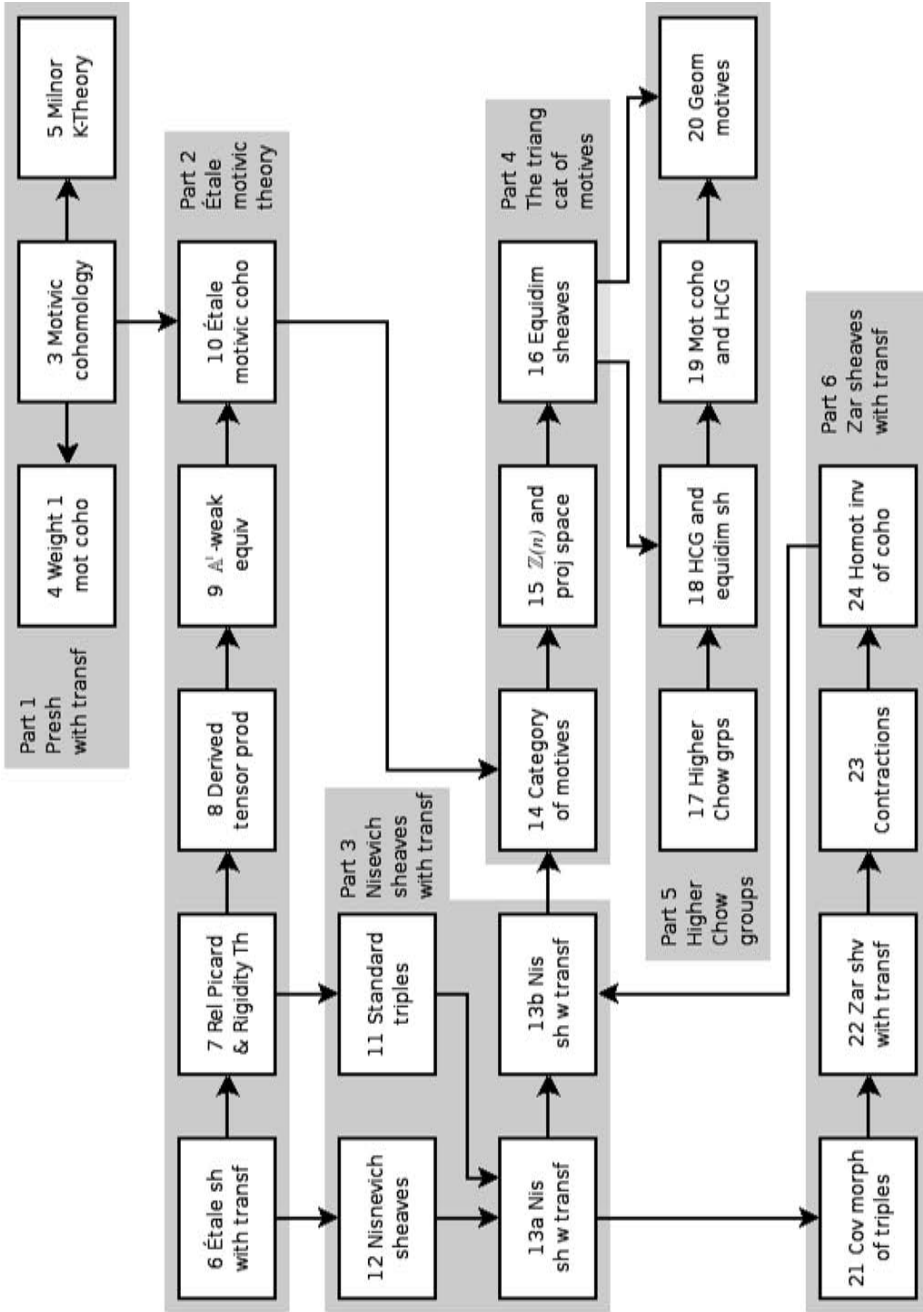 Part 1
Presh
with transf
4 Weight 1
mot coho
3 Motivic
cohomology
5 Milnor
K-Theory
6 Étale sh
with transf
7 Rel Picard
& Rigidity Th
8 Derived
tensor prod
9 𝔸¹-weak
equiv
10 Étale
motivic coho
Part 2
Étale
motivic
theory
12 Nisnevich
sheaves
11 Standard
triples
Part 3
Nisevich
sheaves
with transf
13a Nis
sh w transf
13b Nis
sh w transf
14 Category
of motives
15 ℤ(n) and
proj space
16 Equidim
sheaves
Part 4
The triang
cat of
motives
Part 5
Higher
Chow
groups
17 Higher
Chow grps
18 HCG and
equidim sh
19 Mot coho
and HCG
20 Geom
motives
21 Cov morph
of triples
22 Zar shv
with transf
23
Contractions
24 Homot inv
of coho
Part 6
Zar sheaves
with transf